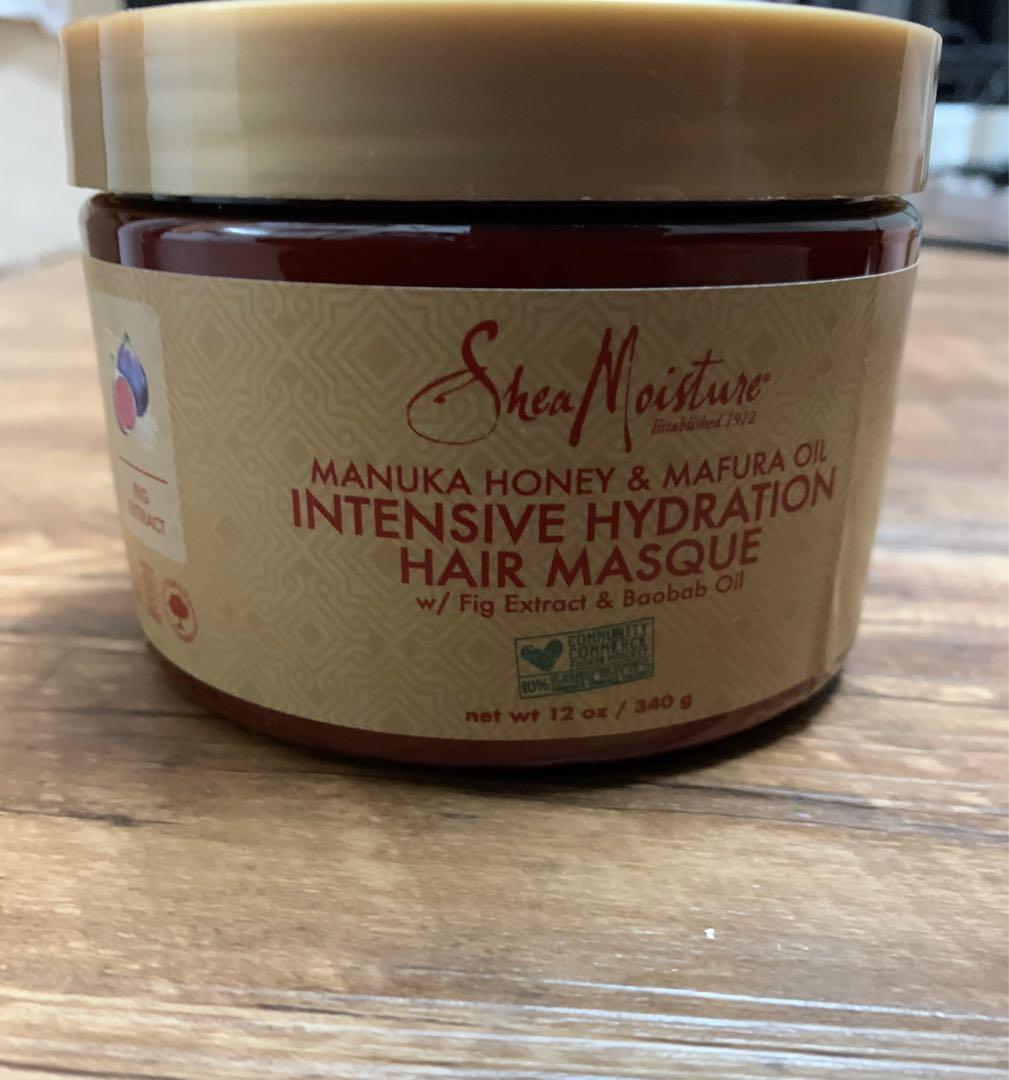 SheaMoisture®
Established 1912
MANUKA HONEY & MAFURA OIL
INTENSIVE HYDRATION
HAIR MASQUE
w/ Fig Extract & Baobab Oil
COMMUNITY
COMMERCE
10%
net wt 12 oz / 340 g
FIG
EXTRACT